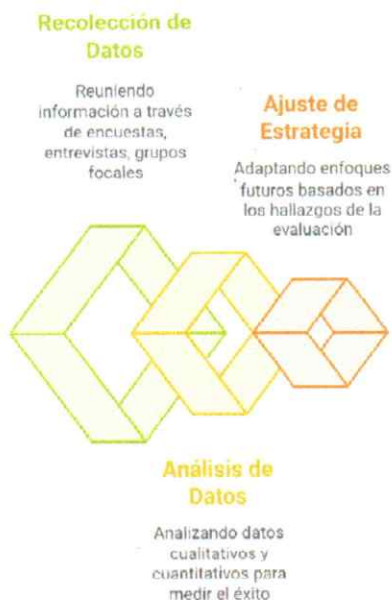 Recolección de
Datos
Reuniendo
información a través
de encuestas,
entrevistas, grupos
focales
Ajuste de
Estrategia
Adaptando enfoques
futuros basados en
los hallazgos de la
evaluación
Análisis de
Datos
Analizando datos
cualitativos y
cuantitativos para
medir el éxito